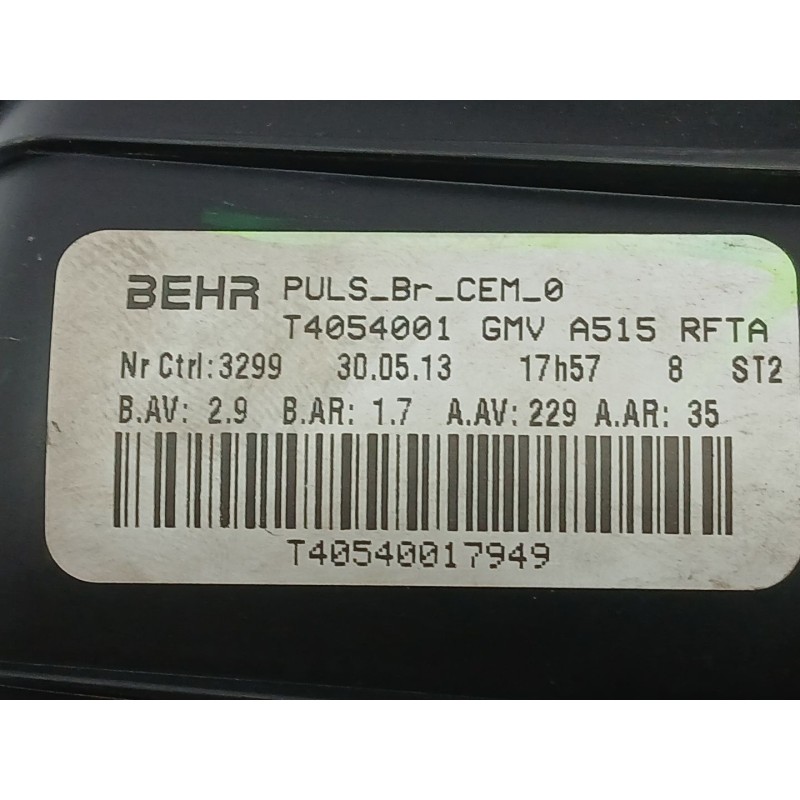 BEHR PULS_Br_CEM_0
T4054001 GMV A515 RFTA
Nr Ctrl:3299 30.05.13 17h57 8 ST2
B.AV: 2.9 B.AR: 1.7 A.AV: 229 A.AR: 35
T40540017949